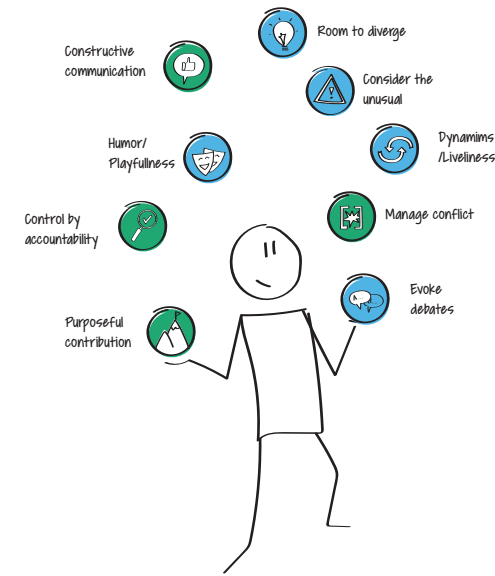 Room to diverge
Constructive
communication
Consider the
unusual
Humor/
Playfullness
Dynamims
/Liveliness
Control by
accountability
Manage conflict
Evoke
debates
Purposeful
contribution